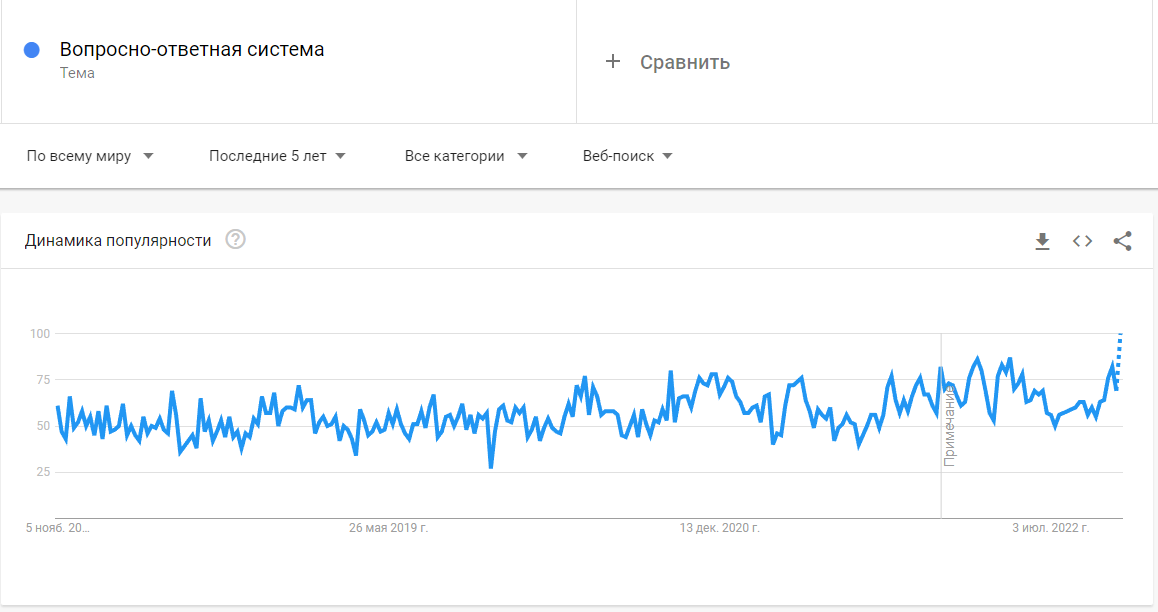 Вопросно-ответная система
Тема
Сравнить
По всему миру
Последние 5 лет
Все категории
Веб-поиск
Динамика популярности
100
75
50
25
Примечание
5 нояб. 20…
26 мая 2019 г.
13 дек. 2020 г.
3 июл. 2022 г.